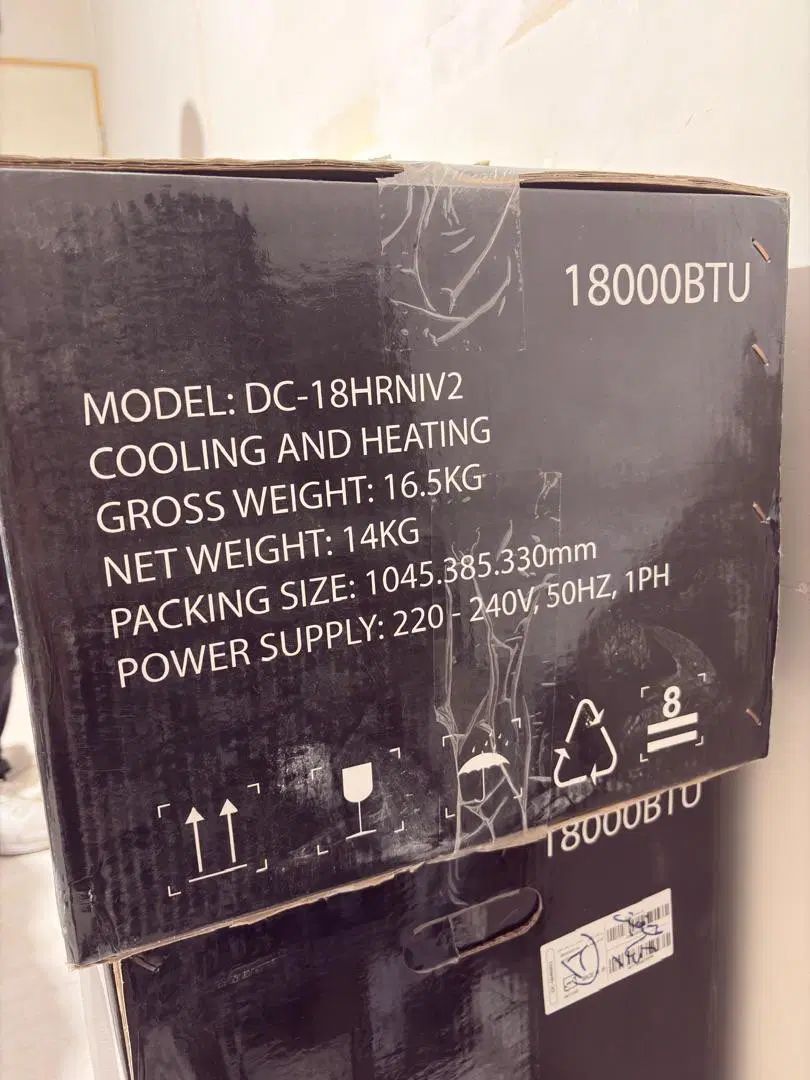 18000BTU
MODEL: DC-18HRNIV2
COOLING AND HEATING
GROSS WEIGHT: 16.5KG
NET WEIGHT: 14KG
PACKING SIZE: 1045.385.330mm
POWER SUPPLY: 220 - 240V, 50HZ, 1PH
8
18000BTU